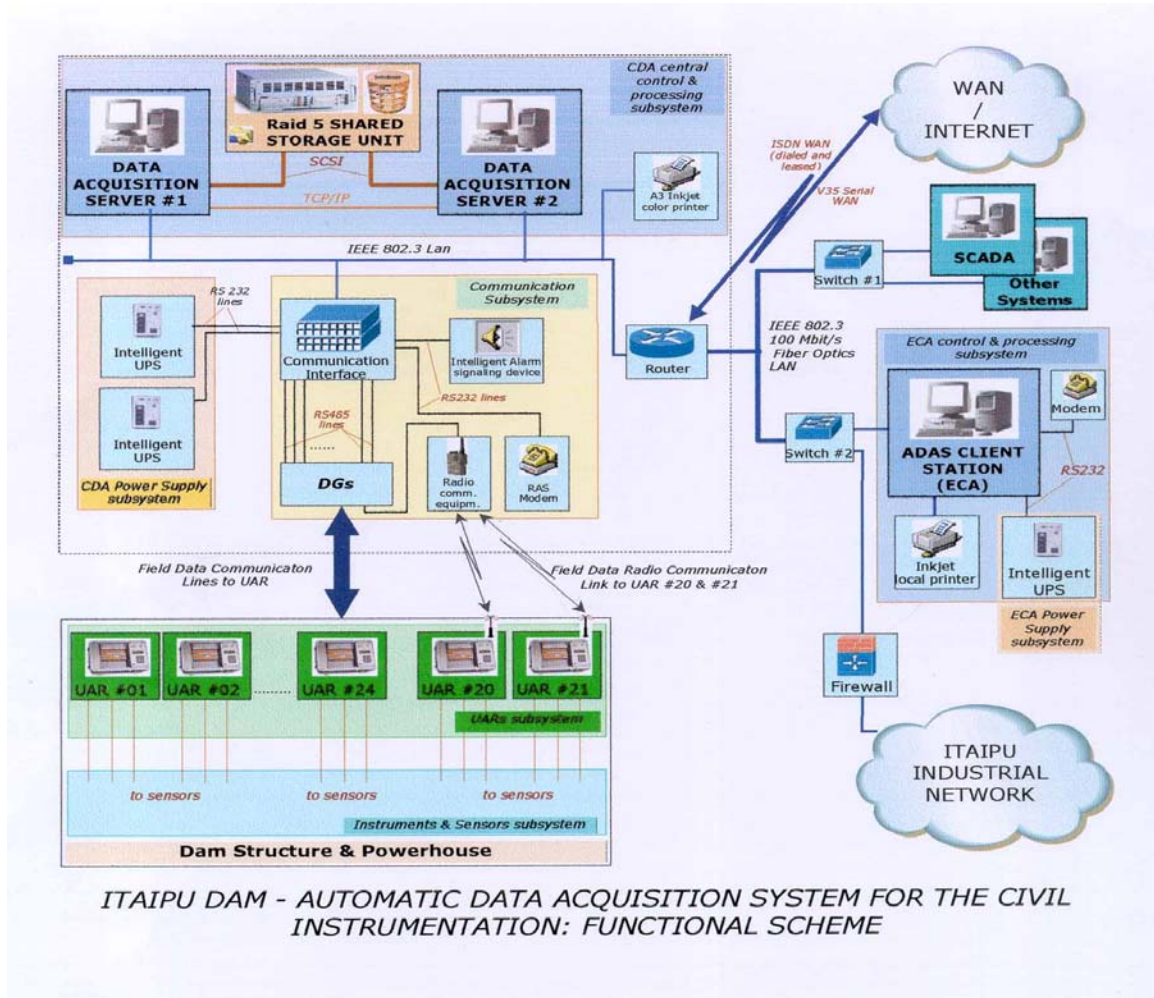 CDA central
control &
processing
subsystem
Raid 5 SHARED
STORAGE UNIT
DATA
ACQUISITION
SERVER #1
SCSI
TCP/IP
DATA
ACQUISITION
SERVER #2
A3 Inkjet
color printer
IEEE 802.3 Lan
WAN
/
INTERNET
ISDN WAN
(dialed and
leased)
V35 Serial
WAN
SCADA
Other
Systems
Switch #1
Router
IEEE 802.3
100 Mbit/s
Fiber Optics
LAN
RS 232
lines
Intelligent
UPS
Intelligent
UPS
CDA Power Supply
subsystem
Communication
Subsystem
Communication
Interface
Intelligent Alarm
signaling device
RS232 lines
RS485
lines
......
DGs
Radio
comm.
equipm.
RAS
Modem
ECA control & processing
subsystem
Modem
Switch #2
ADAS CLIENT
STATION
(ECA)
RS232
Inkjet
local printer
Intelligent
UPS
ECA Power
Supply
subsystem
Field Data Communicaton
Lines to UAR
Field Data Radio Communicaton
Link to UAR #20 & #21
UAR #01
UAR #02
.........
UAR #24
UAR #20
UAR #21
UARs subsystem
to sensors
to sensors
to sensors
Instruments & Sensors subsystem
Dam Structure & Powerhouse
Firewall
ITAIPU
INDUSTRIAL
NETWORK
ITAIPU DAM - AUTOMATIC DATA ACQUISITION SYSTEM FOR THE CIVIL
INSTRUMENTATION: FUNCTIONAL SCHEME